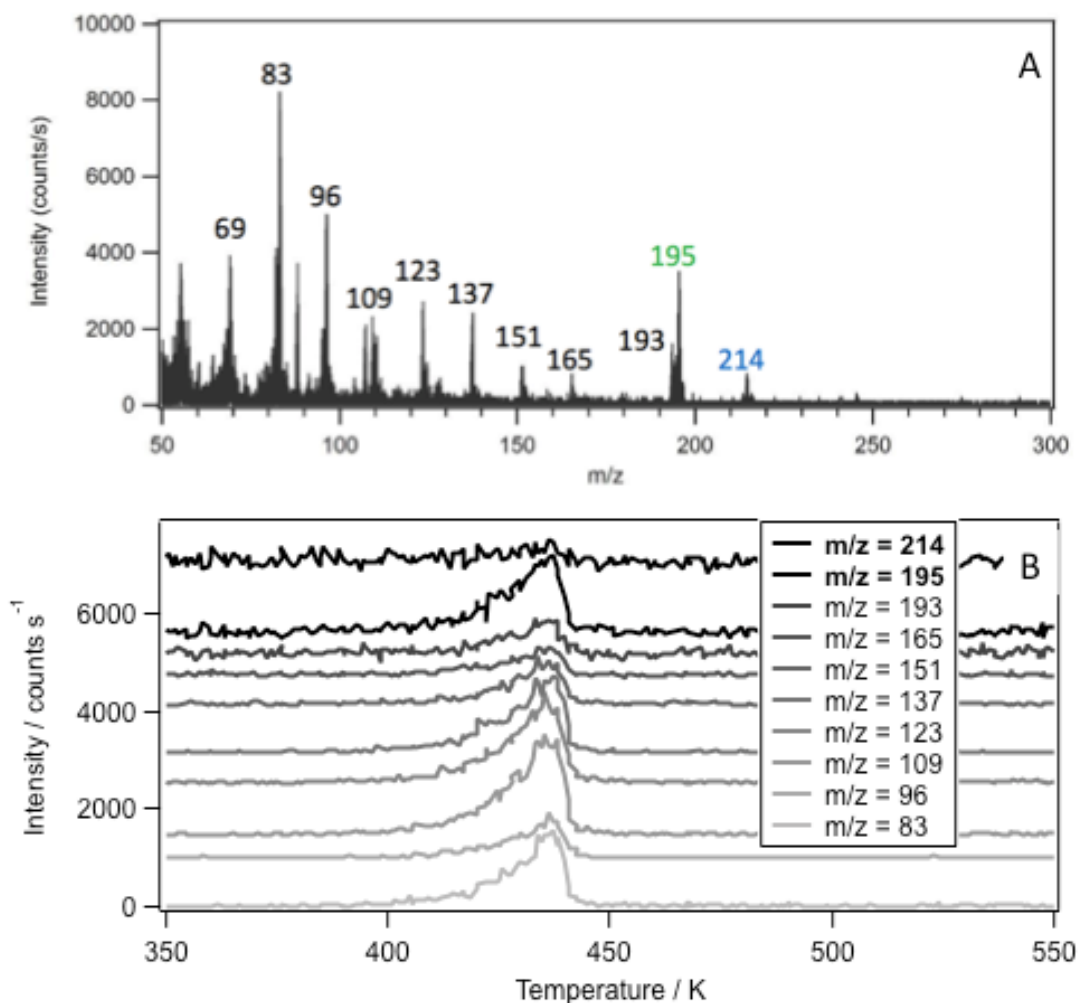 10000
A
8000
6000
4000
2000
0
Intensity (counts/s)
83
96
69
123
109
137
151
165
193
195
214
50
100
150
200
250
300
m/z
B
m/z = 214
m/z = 195
m/z = 193
m/z = 165
m/z = 151
m/z = 137
m/z = 123
m/z = 109
m/z = 96
m/z = 83
6000
4000
2000
0
Intensity / counts s⁻¹
350
400
450
500
550
Temperature / K